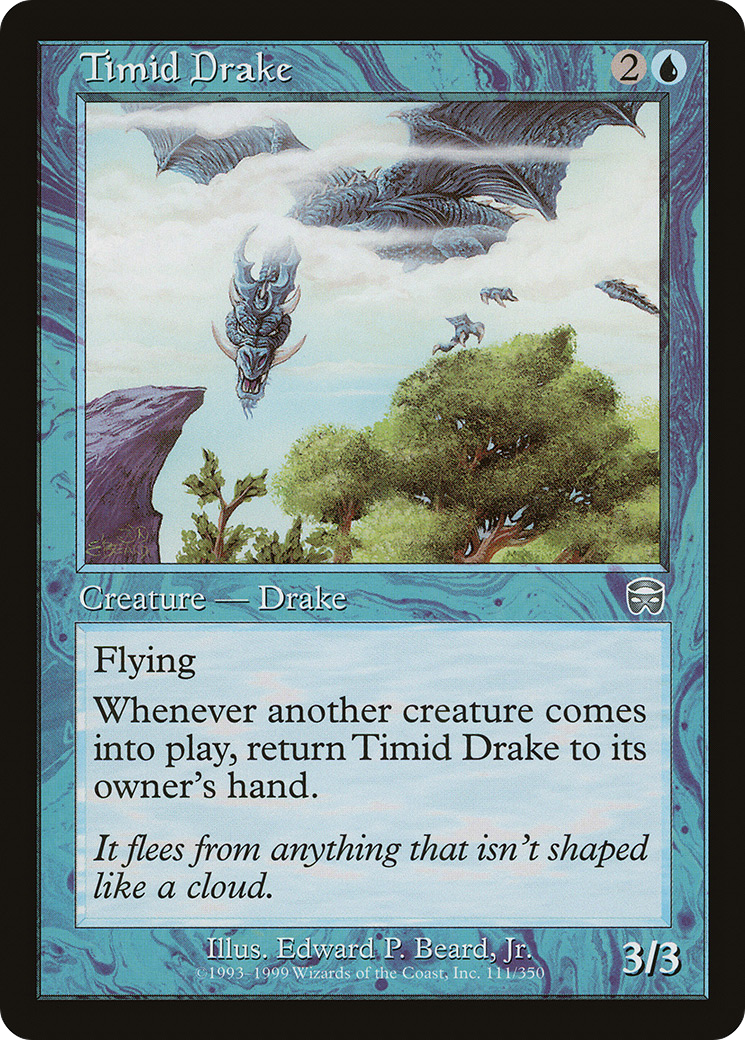 Timid Drake 2
Creature — Drake
Flying
Whenever another creature comes
into play, return Timid Drake to its
owner's hand.
It flees from anything that isn't shaped
like a cloud.
Illus. Edward P. Beard, Jr.
©1993–1999 Wizards of the Coast, Inc. 111/350
3/3